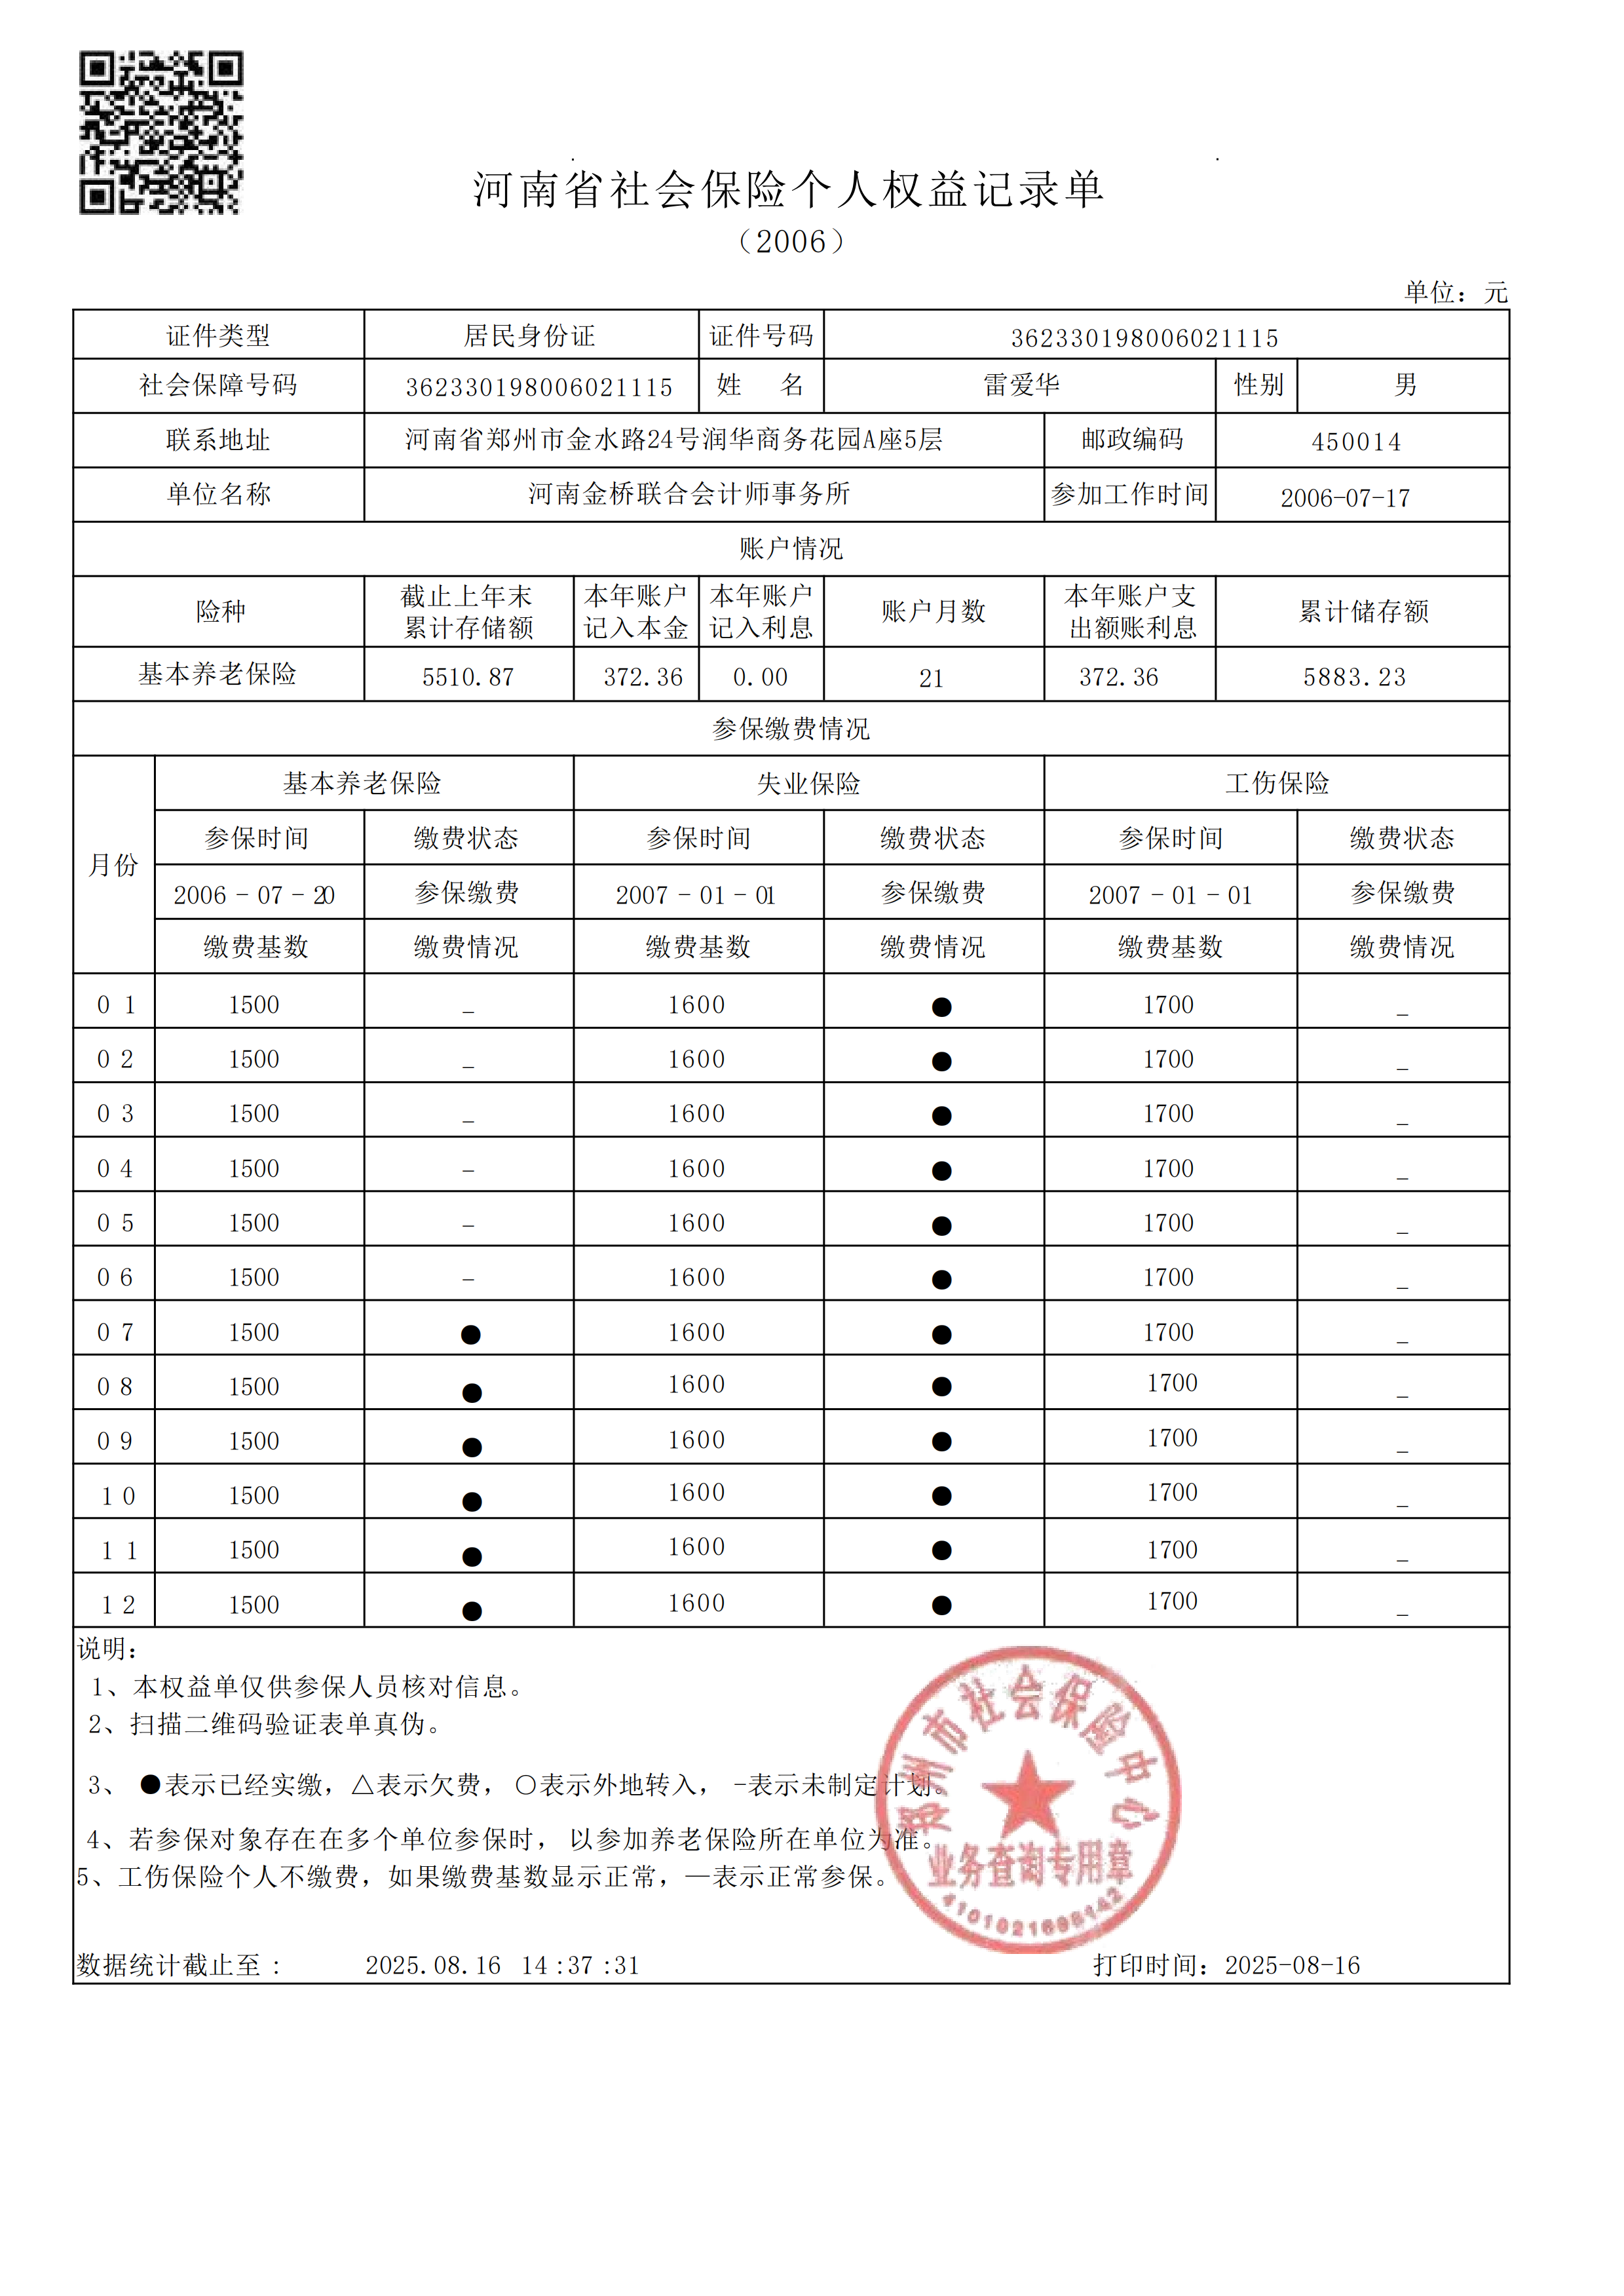 河南省社会保险个人权益记录单
（2006）
单位：元
证件类型 居民身份证 证件号码 362330198006021115
社会保障号码 362330198006021115 姓 名 雷爱华 性别 男
联系地址 河南省郑州市金水路24号润华商务花园A座5层 邮政编码 450014
单位名称 河南金桥联合会计师事务所 参加工作时间 2006-07-17
账户情况
险种 截止上年末累计存储额 本年账户记入本金 本年账户记入利息 账户月数 本年账户支出额账利息 累计储存额
基本养老保险 5510.87 372.36 0.00 21 372.36 5883.23
参保缴费情况
月份 基本养老保险 失业保险 工伤保险
参保时间 缴费状态 参保时间 缴费状态 参保时间 缴费状态
2006-07-20 参保缴费 2007-01-01 参保缴费 2007-01-01 参保缴费
缴费基数 缴费情况 缴费基数 缴费情况 缴费基数 缴费情况
01 1500 - 1600 ● 1700 -
02 1500 - 1600 ● 1700 -
03 1500 - 1600 ● 1700 -
04 1500 - 1600 ● 1700 -
05 1500 - 1600 ● 1700 -
06 1500 - 1600 ● 1700 -
07 1500 ● 1600 ● 1700 -
08 1500 ● 1600 ● 1700 -
09 1500 ● 1600 ● 1700 -
10 1500 ● 1600 ● 1700 -
11 1500 ● 1600 ● 1700 -
12 1500 ● 1600 ● 1700 -
说明：
1、本权益单仅供参保人员核对信息。
2、扫描二维码验证表单真伪。
3、 ●表示已经实缴，△表示欠费，○表示外地转入， -表示未制定计划。
4、若参保对象存在在多个单位参保时，以参加养老保险所在单位为准。
5、工伤保险个人不缴费，如果缴费基数显示正常，—表示正常参保。
郑州市社会保险中心
业务查询专用章
数据统计截止至： 2025.08.16 14:37:31 打印时间：2025-08-16